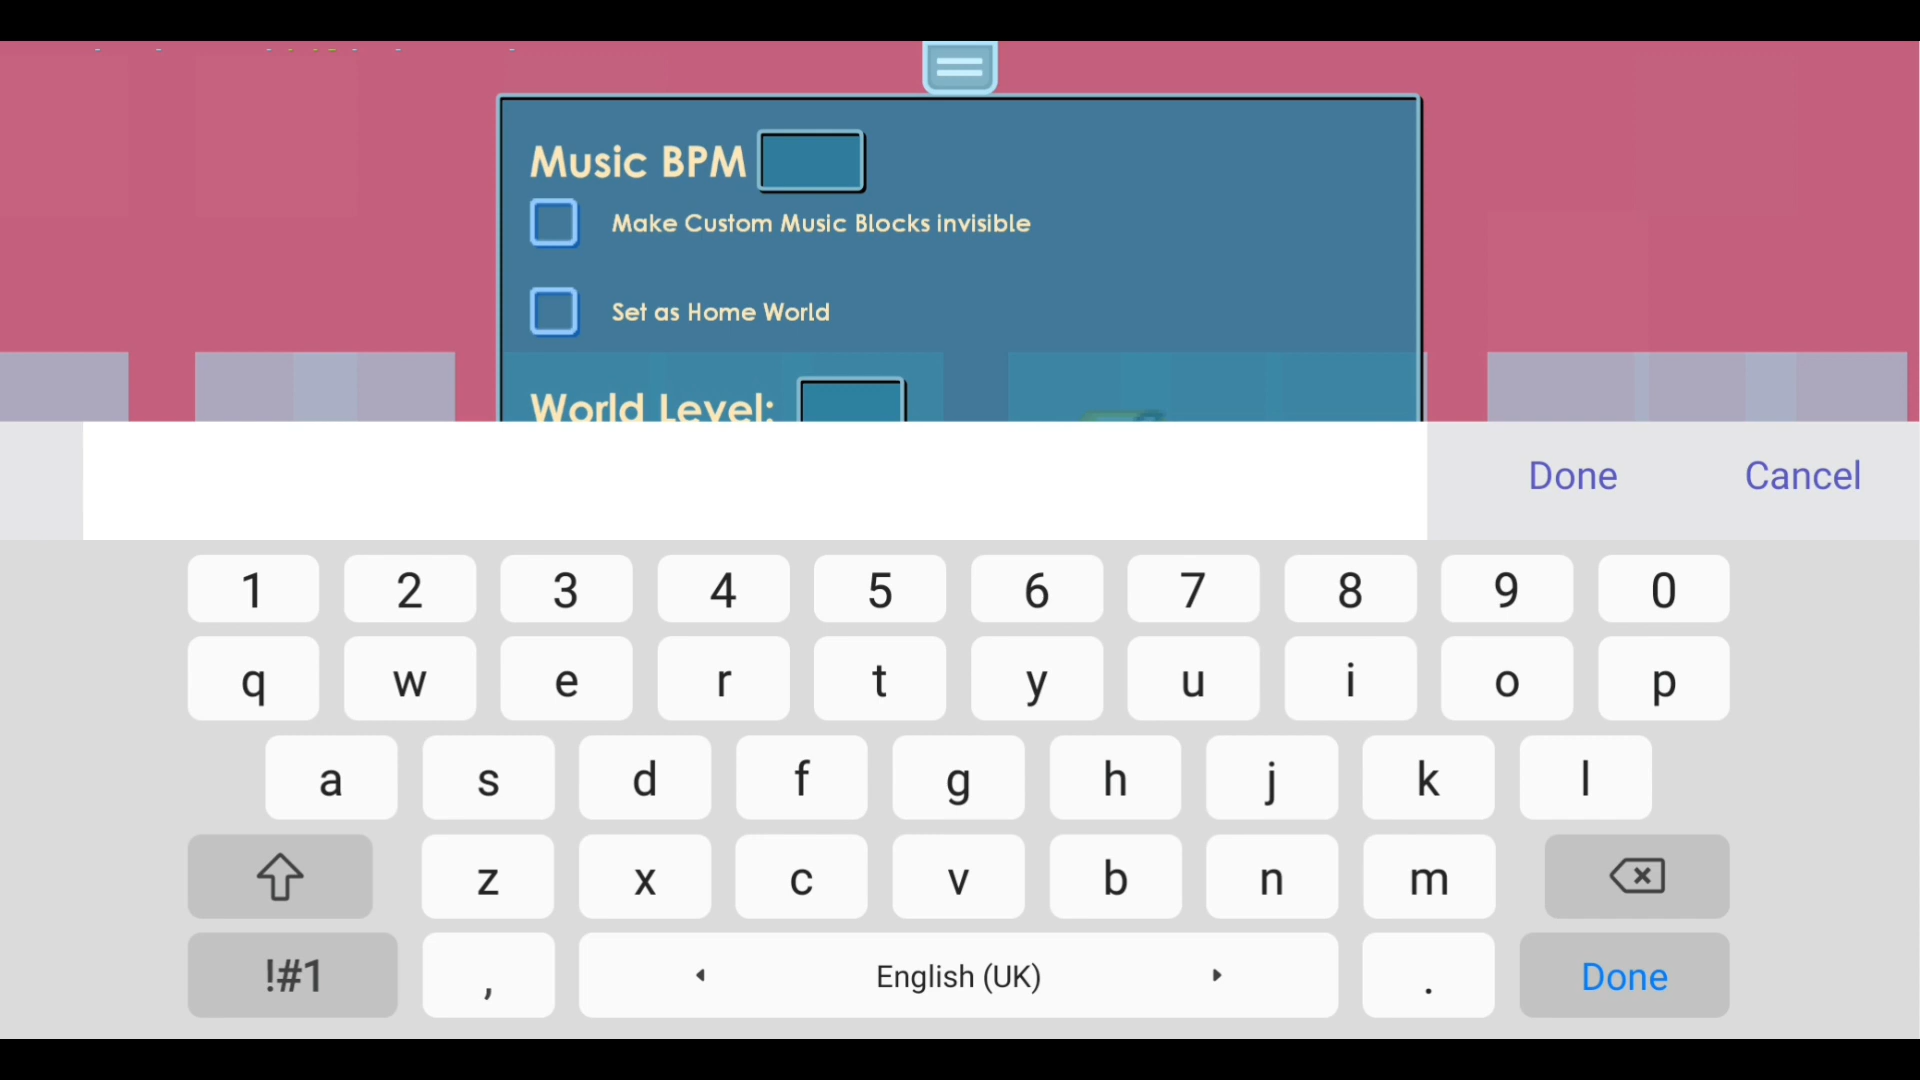 Music BPM
Make Custom Music Blocks invisible
Set as Home World
World Level:
Done Cancel
1 2 3 4 5 6 7 8 9 0
q w e r t y u i o p
a s d f g h j k l
z x c v b n m
!#1 , English (UK) . Done